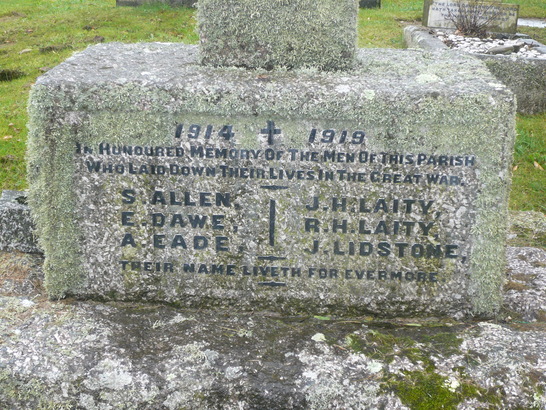 1914 ✝ 1919
IN HONOURED MEMORY OF THE MEN OF THIS PARISH
WHO LAID DOWN THEIR LIVES IN THE GREAT WAR.
S. ALLEN,
E. DAWE,
A. EADE,
J. H. LAITY,
R. H. LAITY,
J. LIDSTONE,
THEIR NAME LIVETH FOR EVERMORE